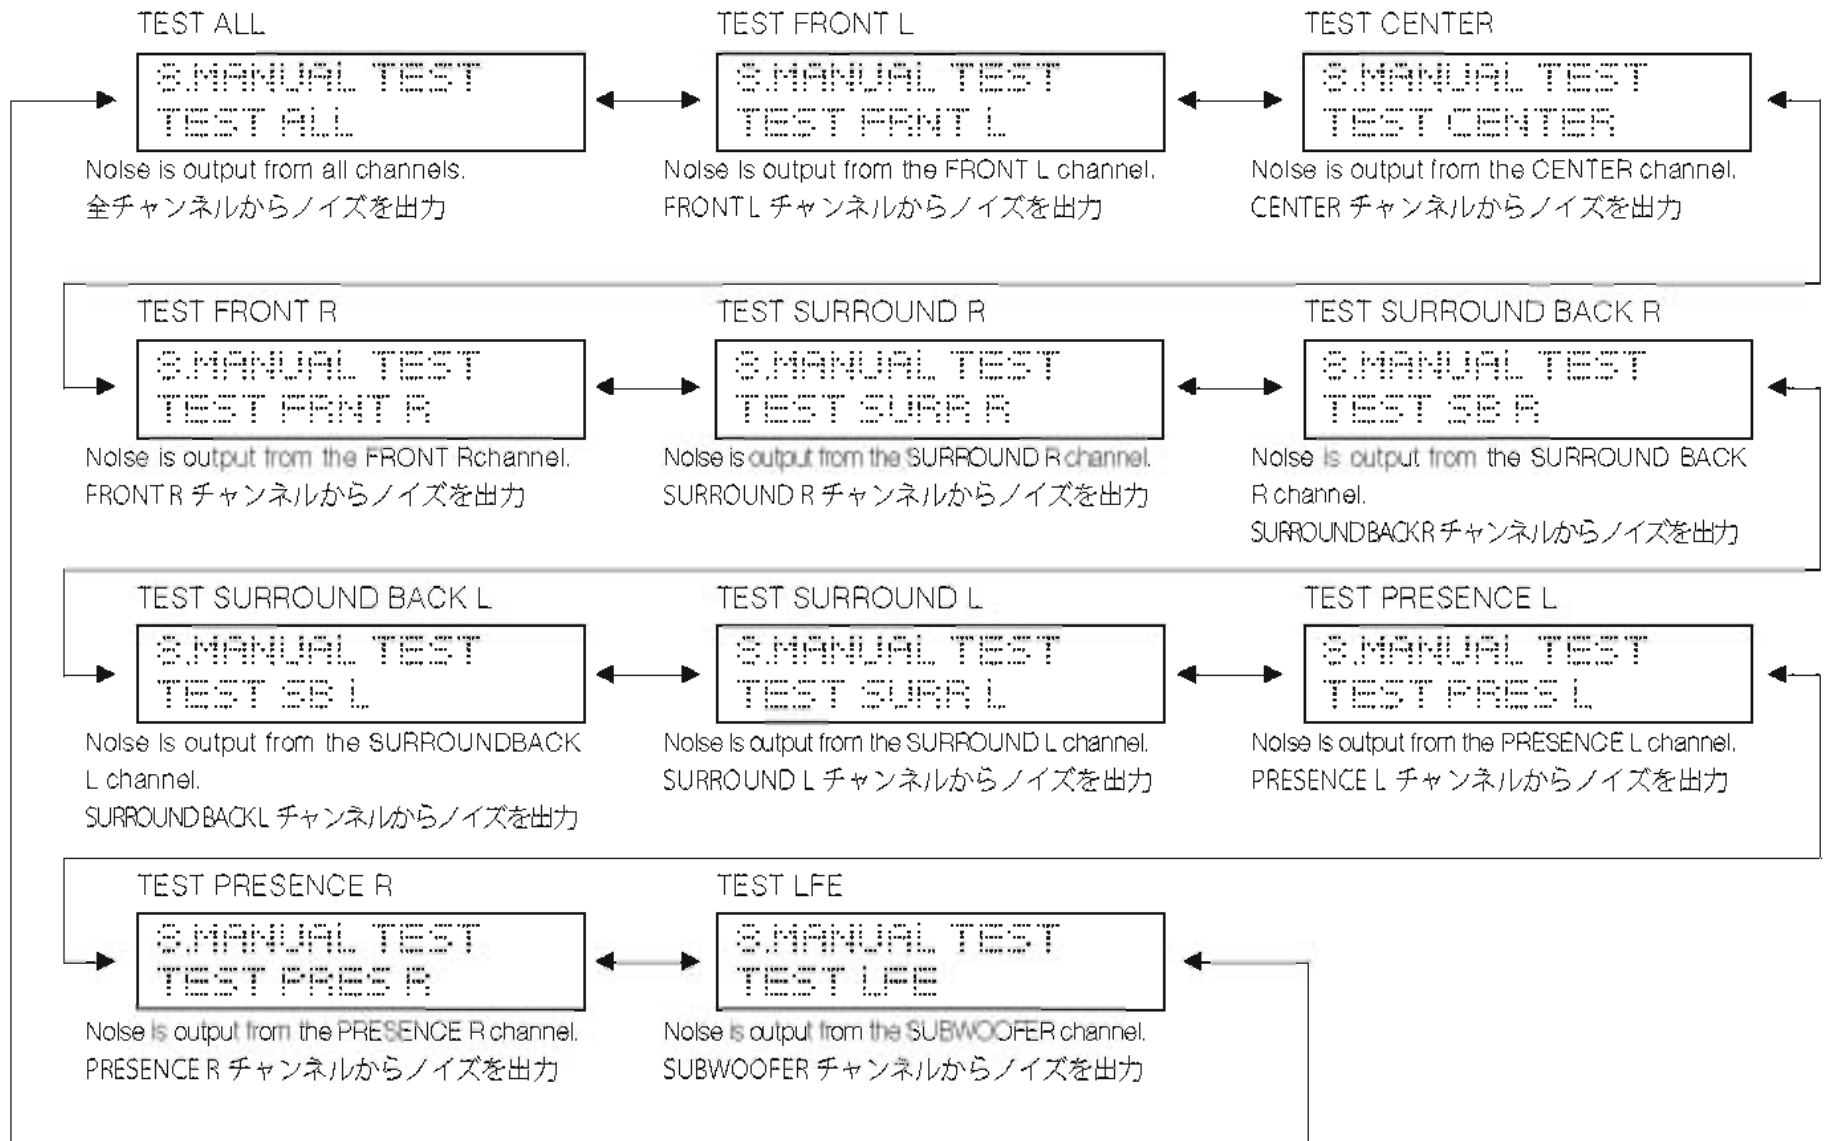 TEST ALL
8.MANUAL TEST
TEST ALL
Noise is output from all channels.
全チャンネルからノイズを出力
TEST FRONT L
8.MANUAL TEST
TEST FRNT L
Noise is output from the FRONT L channel.
FRONT L チャンネルからノイズを出力
TEST CENTER
8.MANUAL TEST
TEST CENTER
Noise is output from the CENTER channel.
CENTER チャンネルからノイズを出力
TEST FRONT R
8.MANUAL TEST
TEST FRNT R
Noise is output from the FRONT Rchannel.
FRONT R チャンネルからノイズを出力
TEST SURROUND R
8.MANUAL TEST
TEST SURR R
Noise is output from the SURROUND R channel.
SURROUND R チャンネルからノイズを出力
TEST SURROUND BACK R
8.MANUAL TEST
TEST SB R
Noise is output from the SURROUND BACK
R channel.
SURROUND BACK R チャンネルからノイズを出力
TEST SURROUND BACK L
8.MANUAL TEST
TEST SB L
Noise is output from the SURROUNDBACK
L channel.
SURROUND BACK L チャンネルからノイズを出力
TEST SURROUND L
8.MANUAL TEST
TEST SURR L
Noise is output from the SURROUND L channel.
SURROUND L チャンネルからノイズを出力
TEST PRESENCE L
8.MANUAL TEST
TEST PRES L
Noise is output from the PRESENCE L channel.
PRESENCE L チャンネルからノイズを出力
TEST PRESENCE R
8.MANUAL TEST
TEST PRES R
Noise is output from the PRESENCE R channel.
PRESENCE R チャンネルからノイズを出力
TEST LFE
8.MANUAL TEST
TEST LFE
Noise is output from the SUBWOOFER channel.
SUBWOOFER チャンネルからノイズを出力